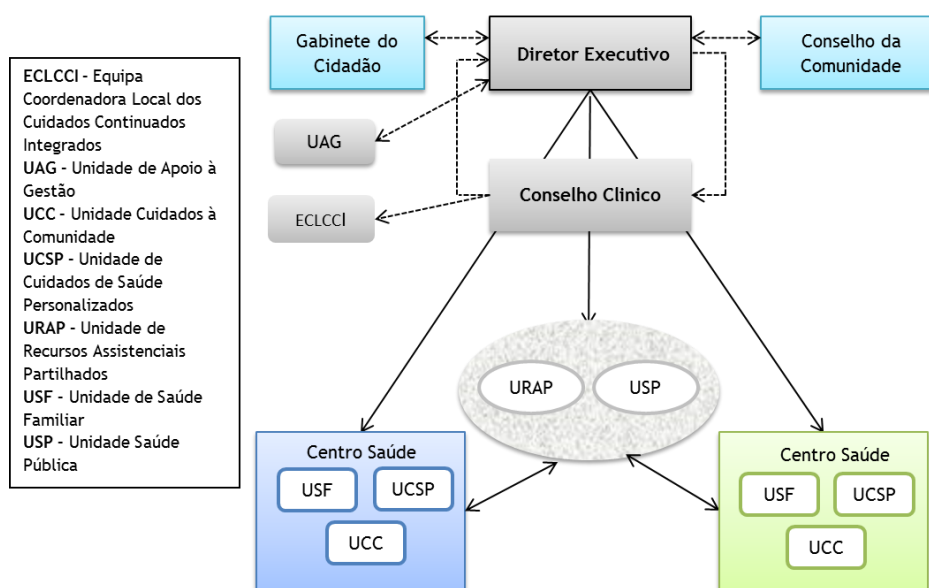 Gabinete do
Cidadão
Diretor Executivo
Conselho da
Comunidade
ECLCCI - Equipa
Coordenadora Local dos
Cuidados Continuados
Integrados
UAG - Unidade de Apoio à
Gestão
UCC - Unidade Cuidados à
Comunidade
UCSP - Unidade de
Cuidados de Saúde
Personalizados
URAP - Unidade de
Recursos Assistenciais
Partilhados
USF - Unidade de Saúde
Familiar
USP - Unidade Saúde
Pública
UAG
Conselho Clinico
ECLCCI
URAP
USP
Centro Saúde
USF
UCSP
UCC
Centro Saúde
USF
UCSP
UCC